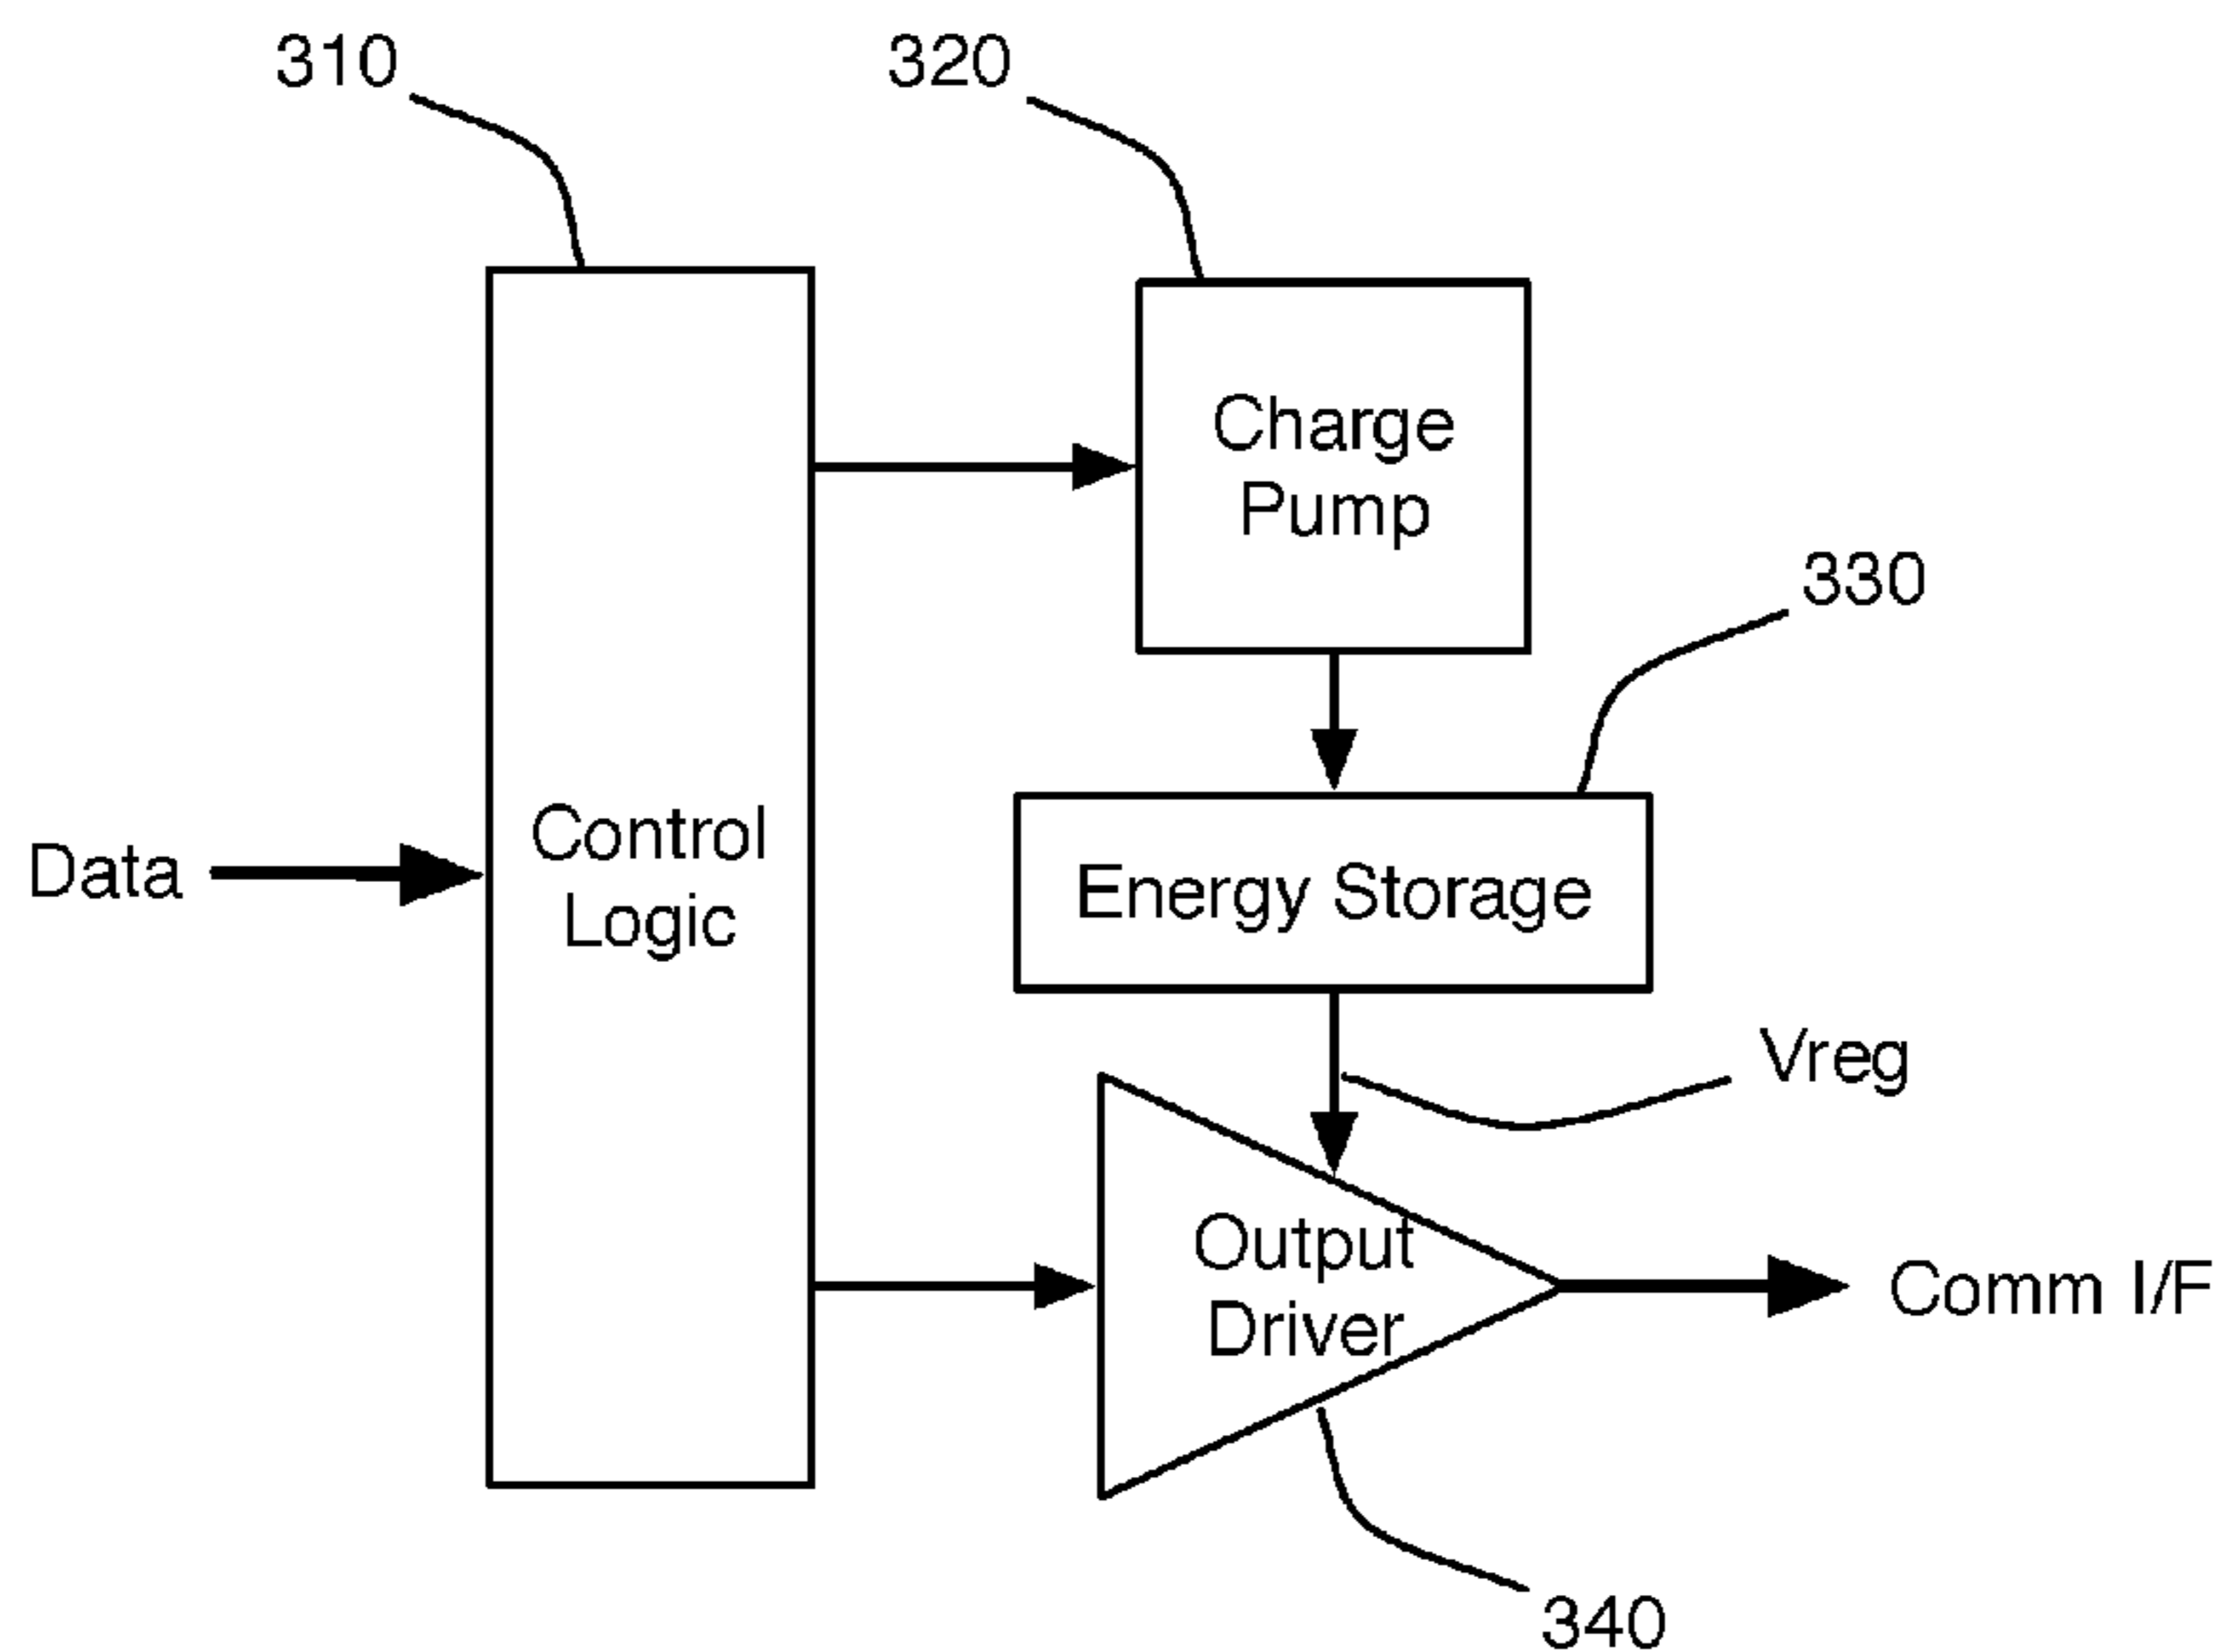 310
320
Charge
Pump
330
Control
Logic
Data
Energy Storage
Vreg
Output
Driver
Comm I/F
340